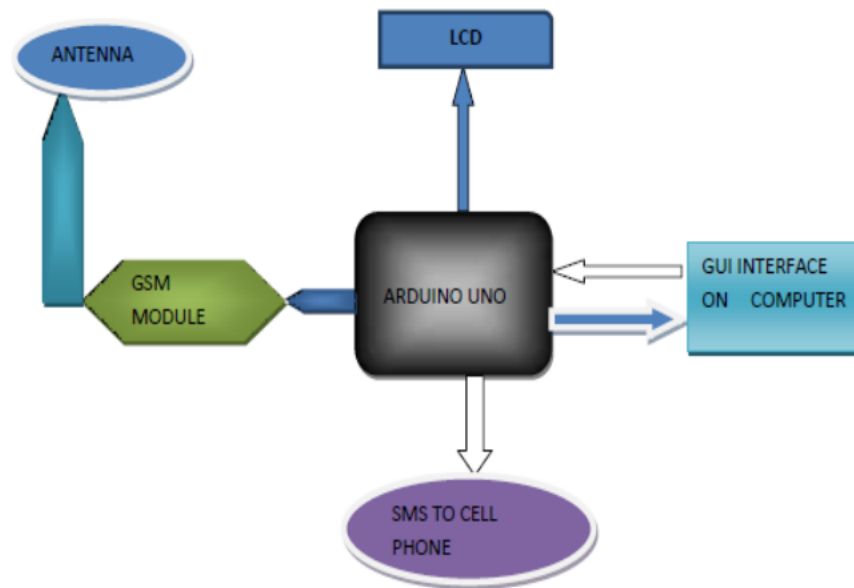 ANTENNA
LCD
GSM
MODULE
ARDUINO UNO
GUI INTERFACE
ON COMPUTER
SMS TO CELL
PHONE